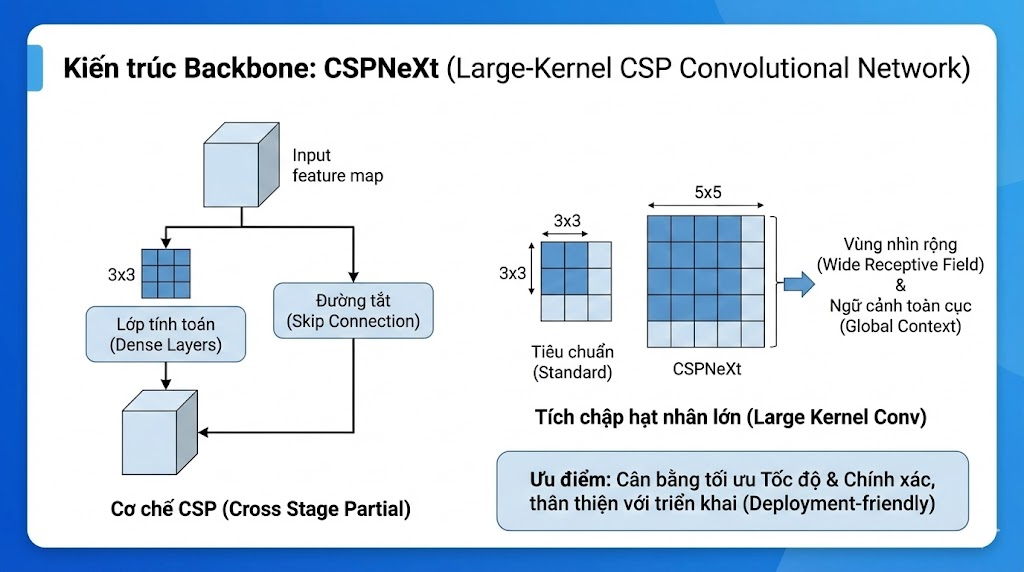 Kiến trúc Backbone: CSPNeXt (Large-Kernel CSP Convolutional Network)
Input
feature map
3x3
Lớp tính toán
(Dense Layers)
Đường tắt
(Skip Connection)
Cơ chế CSP (Cross Stage Partial)
3x3
3x3
Tiêu chuẩn
(Standard)
5x5
CSPNeXt
Vùng nhìn rộng
(Wide Receptive Field)
&
Ngữ cảnh toàn cục
(Global Context)
Tích chập hạt nhân lớn (Large Kernel Conv)
Ưu điểm: Cân bằng tối ưu Tốc độ & Chính xác,
thân thiện với triển khai (Deployment-friendly)